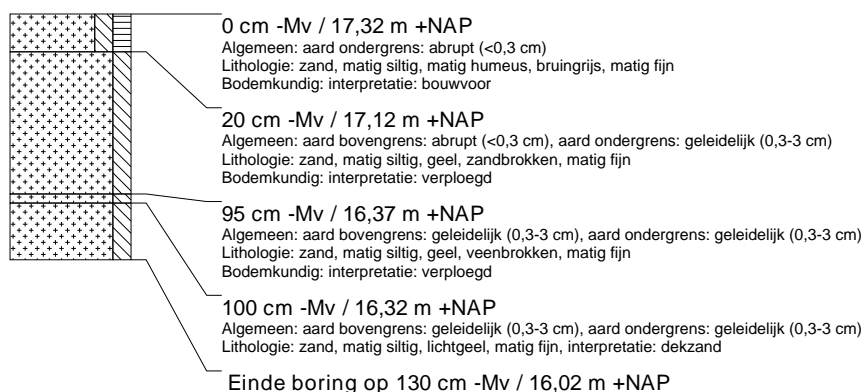 0 cm -Mv / 17,32 m +NAP
Algemeen: aard ondergrens: abrupt (<0,3 cm)
Lithologie: zand, matig siltig, matig humeus, bruingrijs, matig fijn
Bodemkundig: interpretatie: bouwvoor
20 cm -Mv / 17,12 m +NAP
Algemeen: aard bovengrens: abrupt (<0,3 cm), aard ondergrens: geleidelijk (0,3-3 cm)
Lithologie: zand, matig siltig, geel, zandbrokken, matig fijn
Bodemkundig: interpretatie: verploegd
95 cm -Mv / 16,37 m +NAP
Algemeen: aard bovengrens: geleidelijk (0,3-3 cm), aard ondergrens: geleidelijk (0,3-3 cm)
Lithologie: zand, matig siltig, geel, veenbrokken, matig fijn
Bodemkundig: interpretatie: verploegd
100 cm -Mv / 16,32 m +NAP
Algemeen: aard bovengrens: geleidelijk (0,3-3 cm), aard ondergrens: geleidelijk (0,3-3 cm)
Lithologie: zand, matig siltig, lichtgeel, matig fijn, interpretatie: dekzand
Einde boring op 130 cm -Mv / 16,02 m +NAP